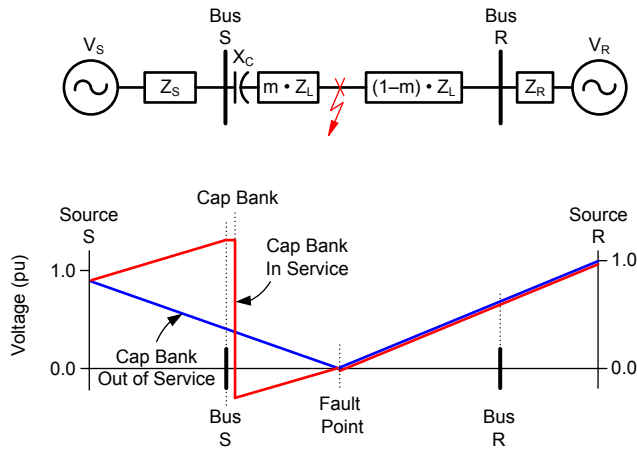 Bus
S
Bus
R
V_S
X_C
V_R
Z_S
m • Z_L
(1–m) • Z_L
Z_R
Cap Bank
Source
S
Source
R
Cap Bank
In Service
1.0
1.0
Voltage (pu)
Cap Bank
Out of Service
0.0
0.0
Bus
S
Fault
Point
Bus
R